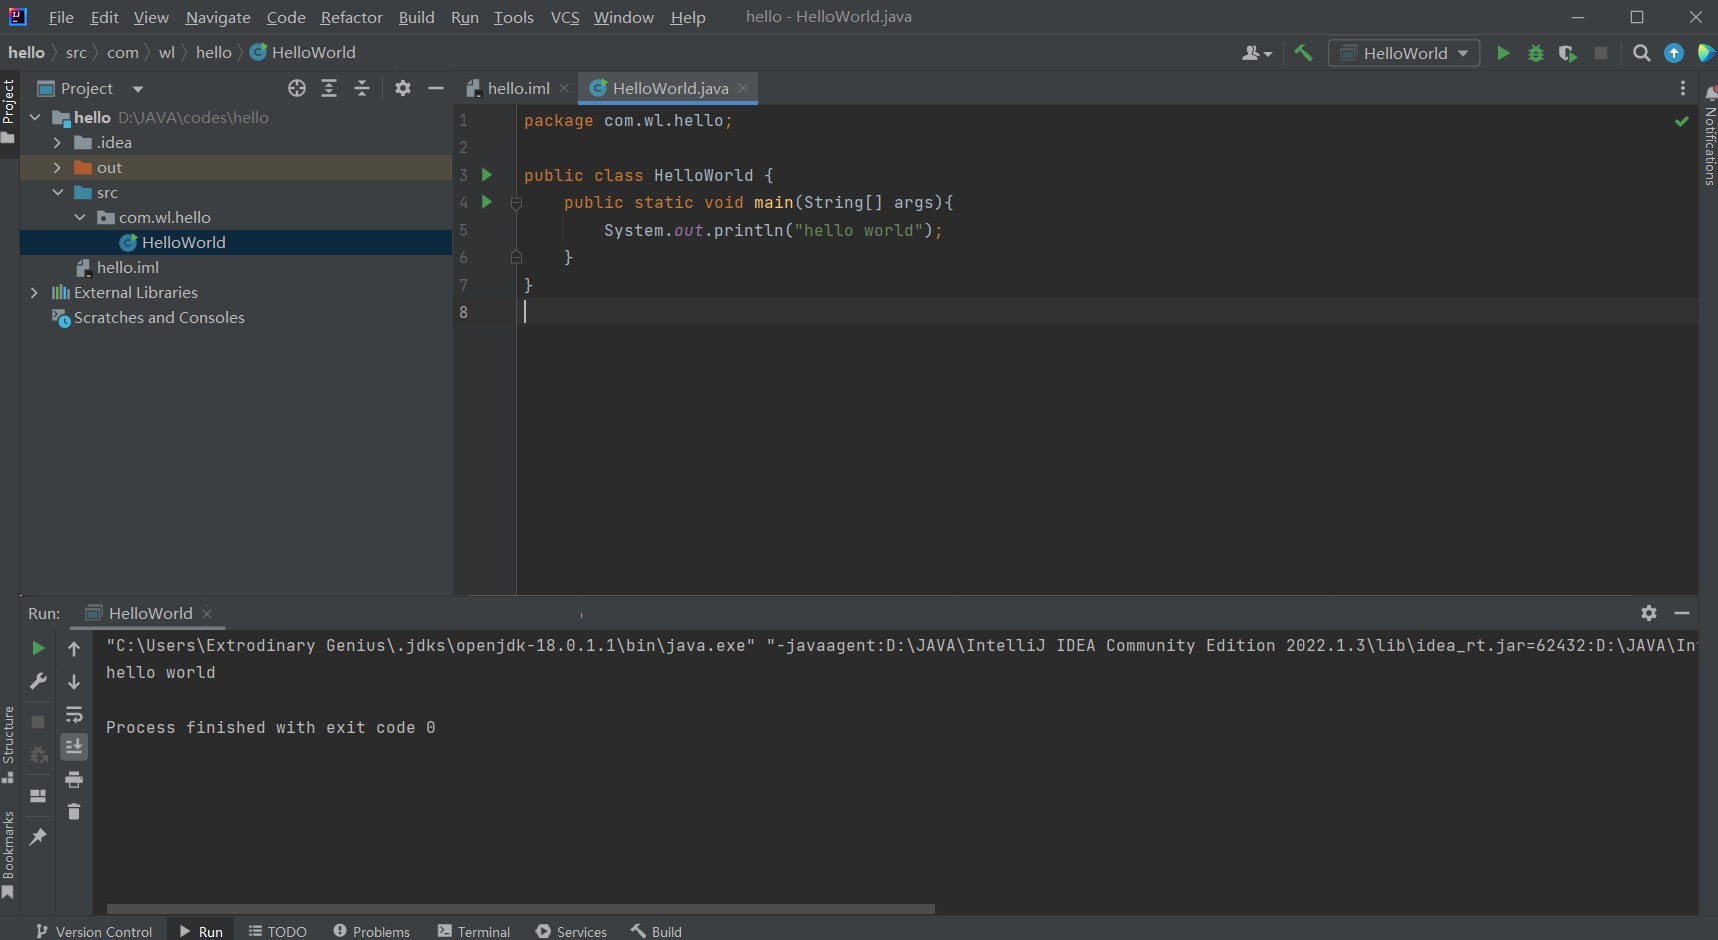 File Edit View Navigate Code Refactor Build Run Tools VCS Window Help hello - HelloWorld.java
hello src com wl hello HelloWorld
HelloWorld
Project
hello.iml HelloWorld.java
Project
hello D:\JAVA\codes\hello
.idea
out
src
com.wl.hello
HelloWorld
hello.iml
External Libraries
Scratches and Consoles
1 package com.wl.hello;
2
3 public class HelloWorld {
4 public static void main(String[] args){
5 System.out.println("hello world");
6 }
7 }
8
Notifications
Run: HelloWorld
"C:\Users\Extrodinary Genius\.jdks\openjdk-18.0.1.1\bin\java.exe" "-javaagent:D:\JAVA\IntelliJ IDEA Community Edition 2022.1.3\lib\idea_rt.jar=62432:D:\JAVA\Int
hello world
Process finished with exit code 0
Structure
Bookmarks
Version Control Run TODO Problems Terminal Services Build